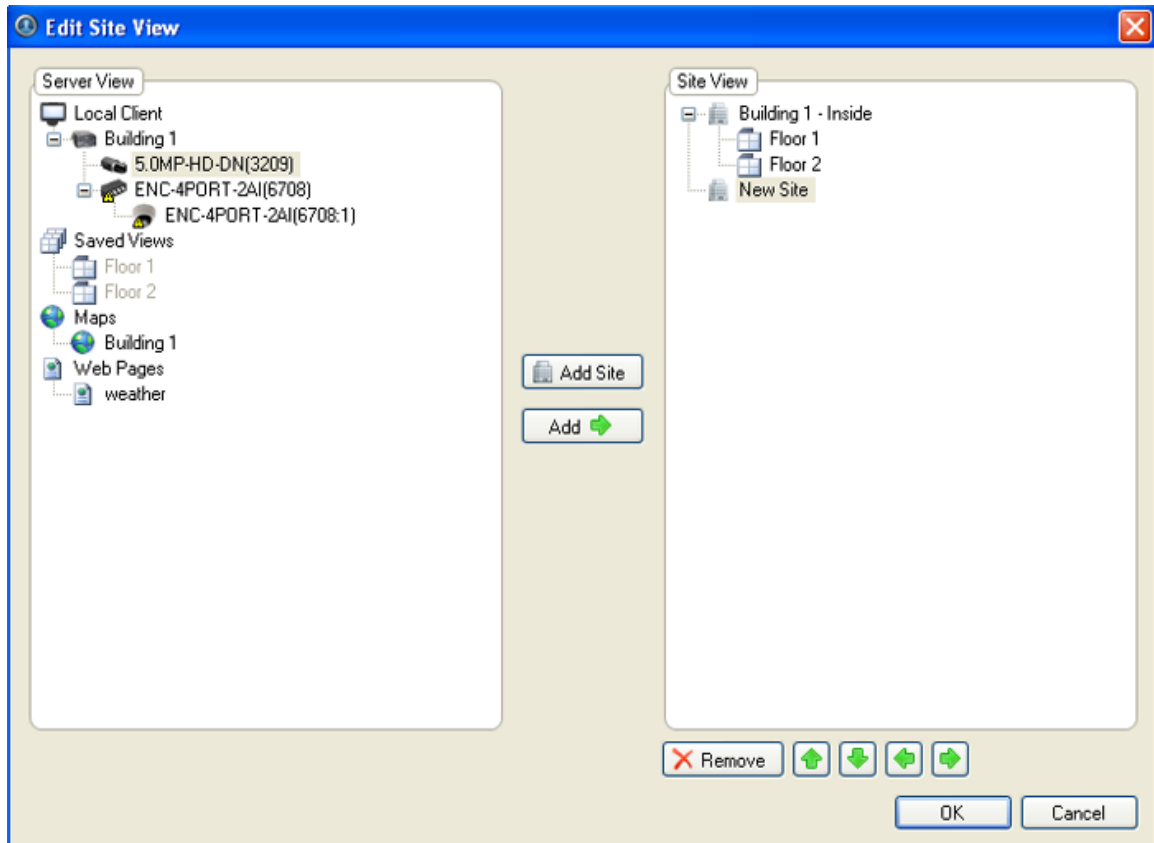 Edit Site View
Server View
Local Client
Building 1
5.0MP-HD-DN(3209)
ENC-4PORT-2AI(6708)
ENC-4PORT-2AI(6708:1)
Saved Views
Floor 1
Floor 2
Maps
Building 1
Web Pages
weather
Add Site
Add
Site View
Building 1 - Inside
Floor 1
Floor 2
New Site
Remove
OK
Cancel